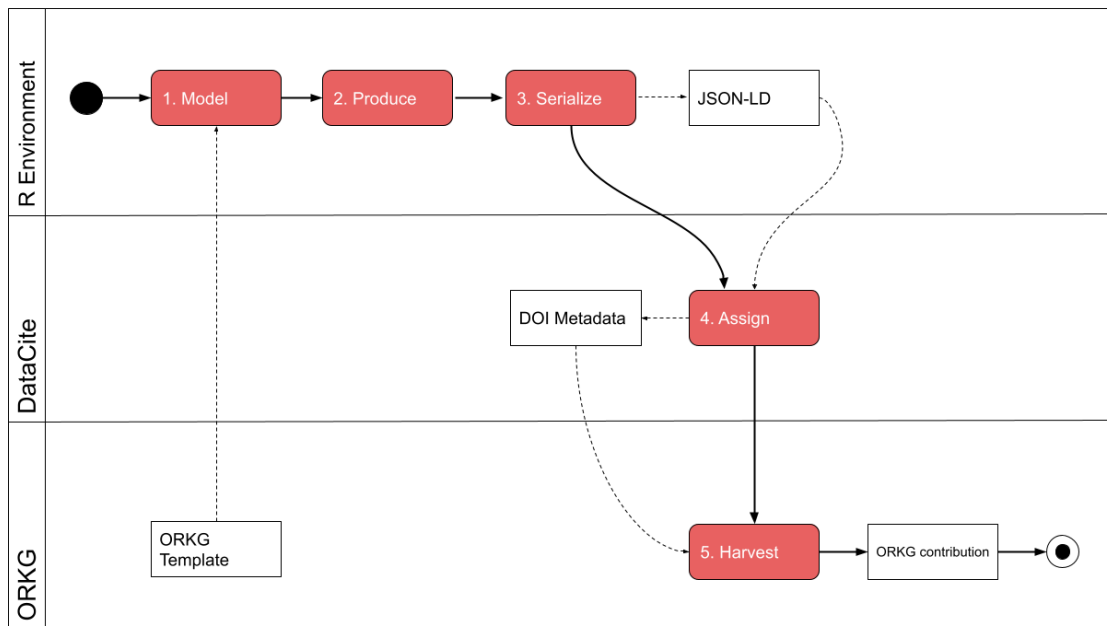 R Environment
1. Model
2. Produce
3. Serialize
JSON-LD
DataCite
DOI Metadata
4. Assign
ORKG
ORKG
Template
5. Harvest
ORKG contribution